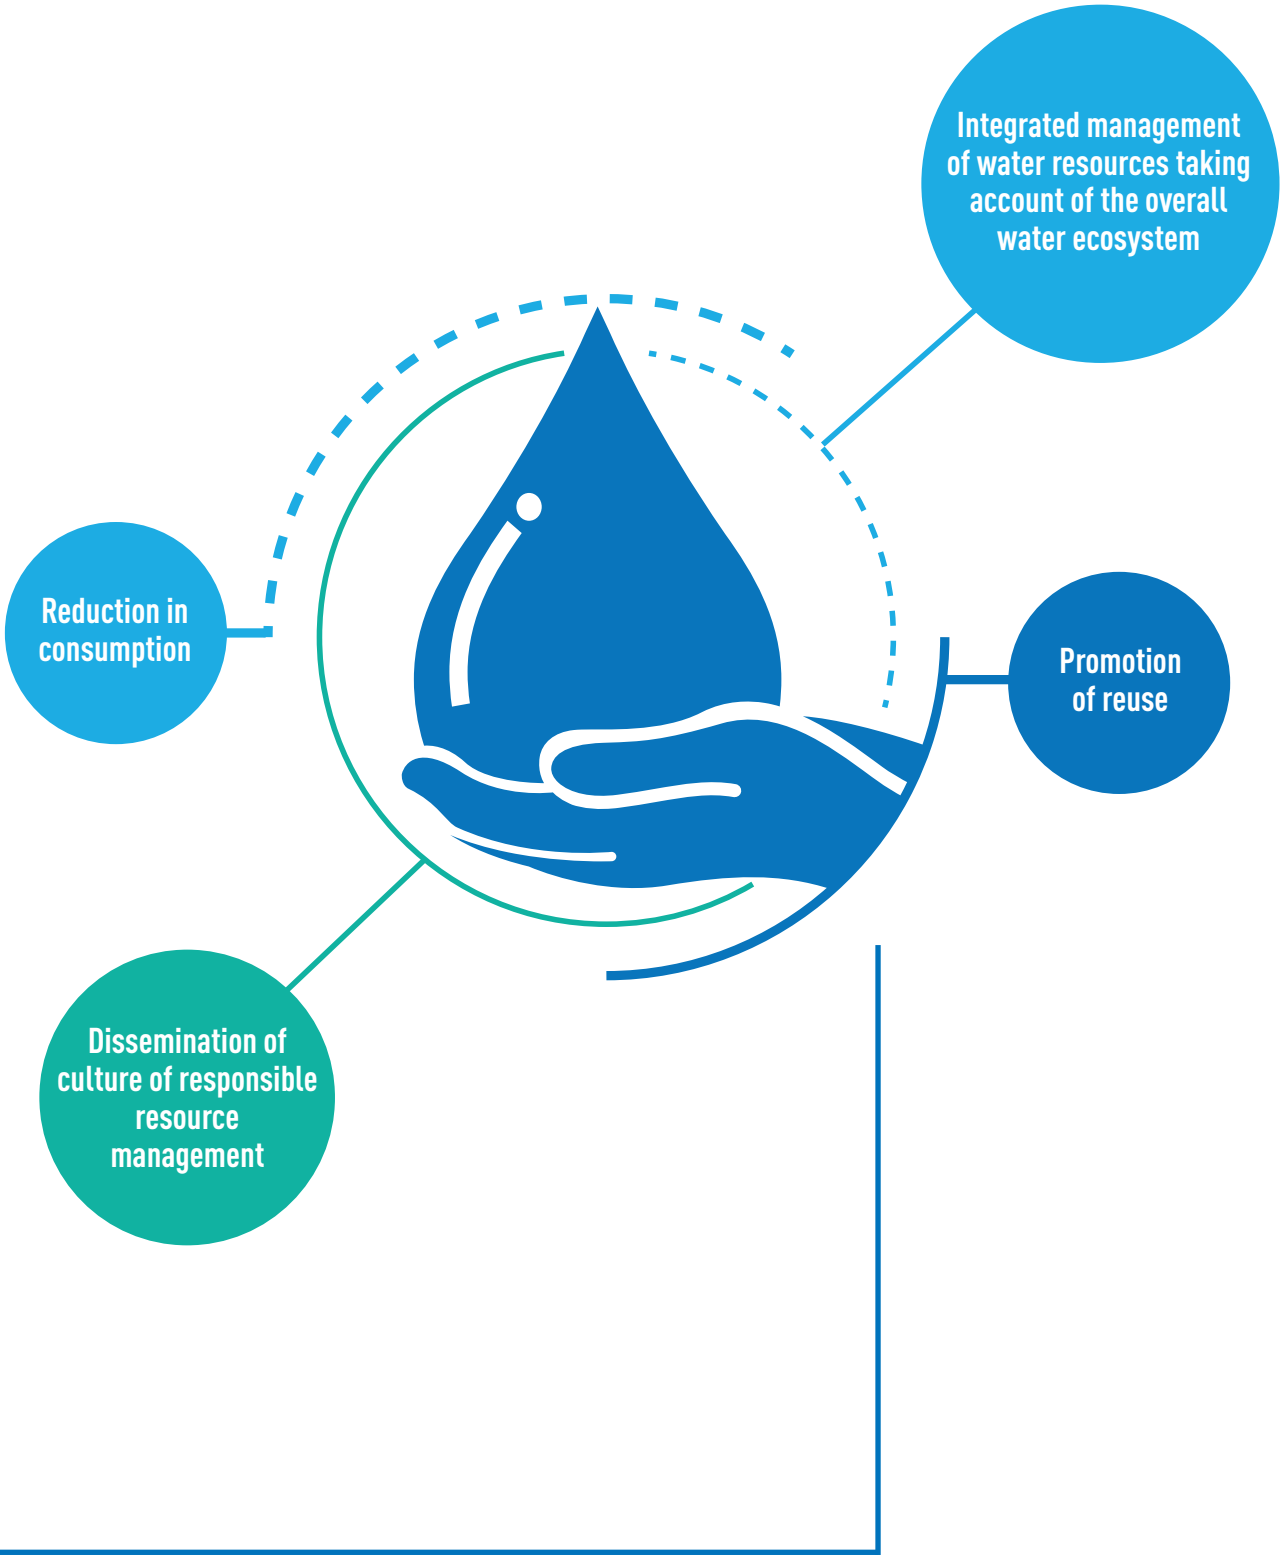 Integrated management
of water resources taking
account of the overall
water ecosystem
Reduction in
consumption
Promotion
of reuse
Dissemination of
culture of responsible
resource
management